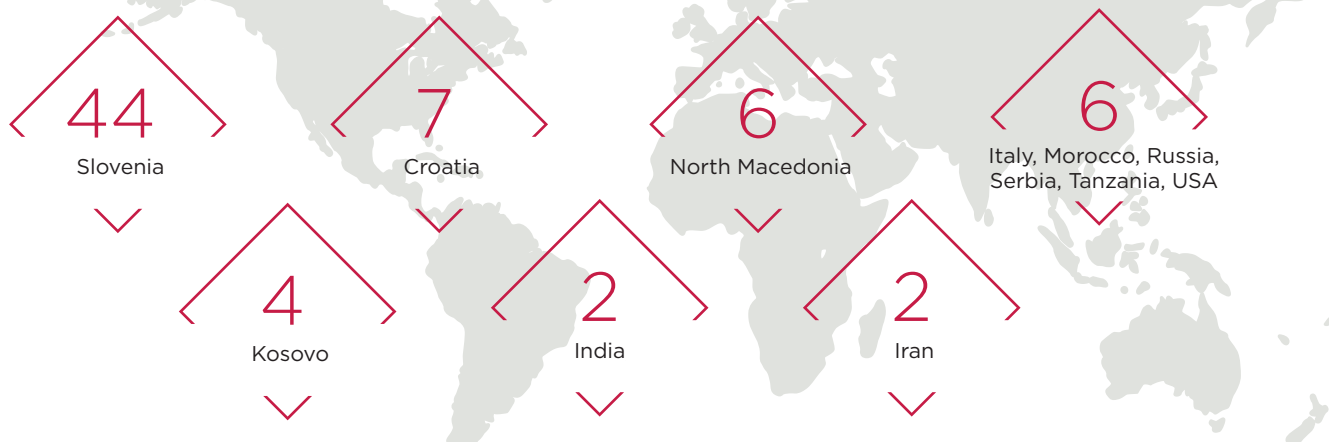 44
Slovenia
7
Croatia
6
North Macedonia
6
Italy, Morocco, Russia,
Serbia, Tanzania, USA
4
Kosovo
2
India
2
Iran